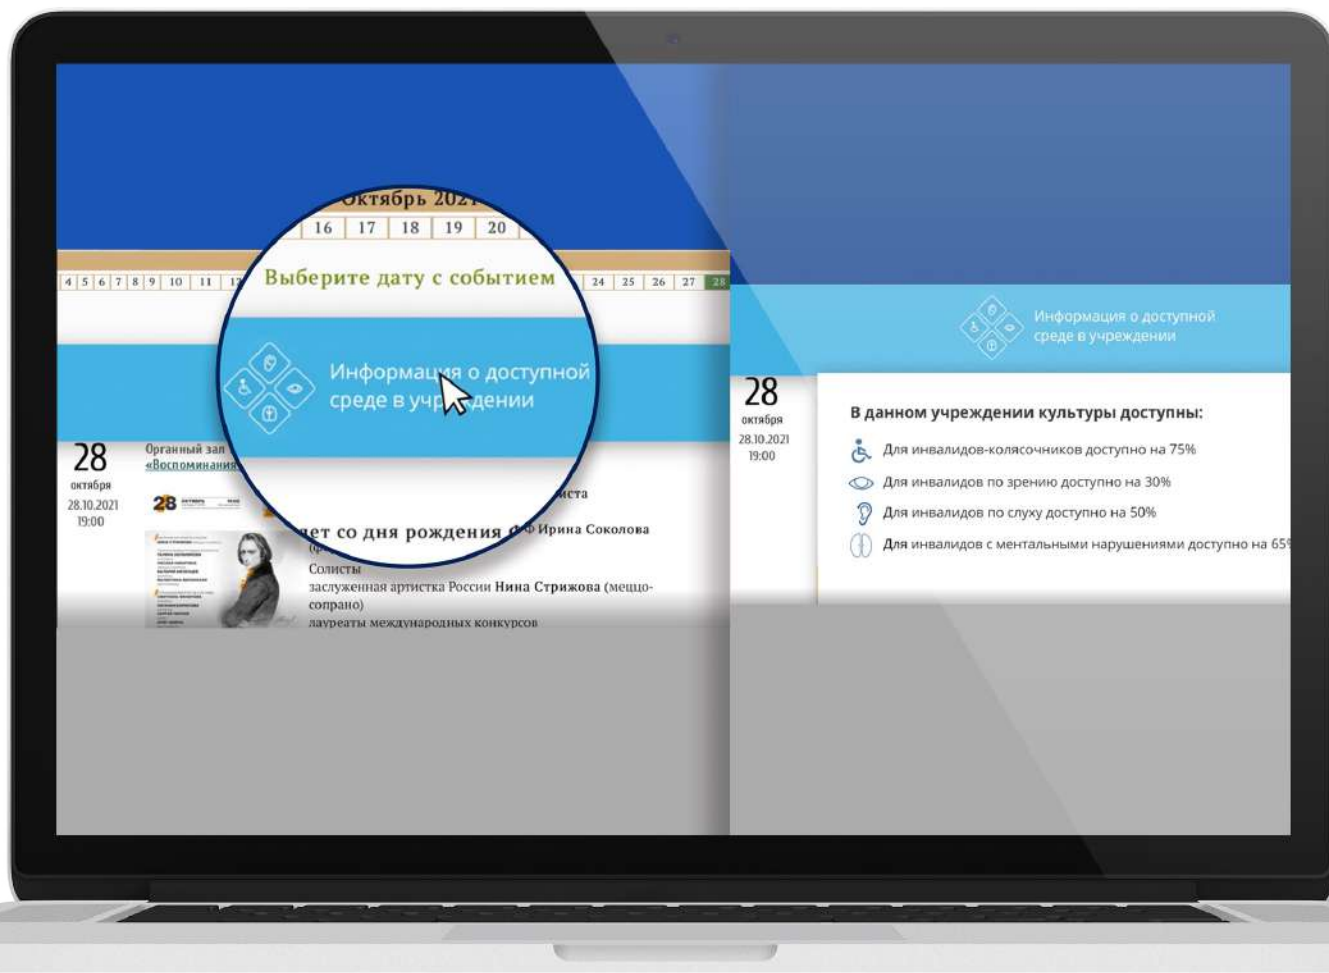 Октябрь 2021
16 17 18 19 20
Выберите дату с событием
4 5 6 7 8 9 10 11 12
24 25 26 27 28
Информация о доступной
среде в учреждении
28
октября
28.10.2021
19:00
Органный зал
«Воспоминания
28 ОКТЯБРЬ
иста
лет со дня рождения Ф
Ф Ирина Соколова
Солисты
заслуженная артистка России Нина Стрижова (меццо-
сопрано)
лауреаты международных конкурсов
Информация о доступной
среде в учреждении
28
октября
28.10.2021
19:00
В данном учреждении культуры доступны:
Для инвалидов-колясочников доступно на 75%
Для инвалидов по зрению доступно на 30%
Для инвалидов по слуху доступно на 50%
Для инвалидов с ментальными нарушениями доступно на 65%